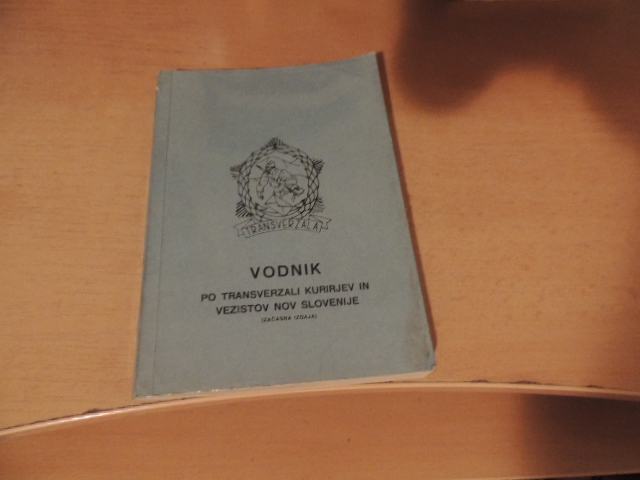 TRANSVERZALA
VODNIK
PO TRANSVERZALI KURIRJEV IN
VEZISTOV NOV SLOVENIJE
(ZAČASNA IZDAJA)